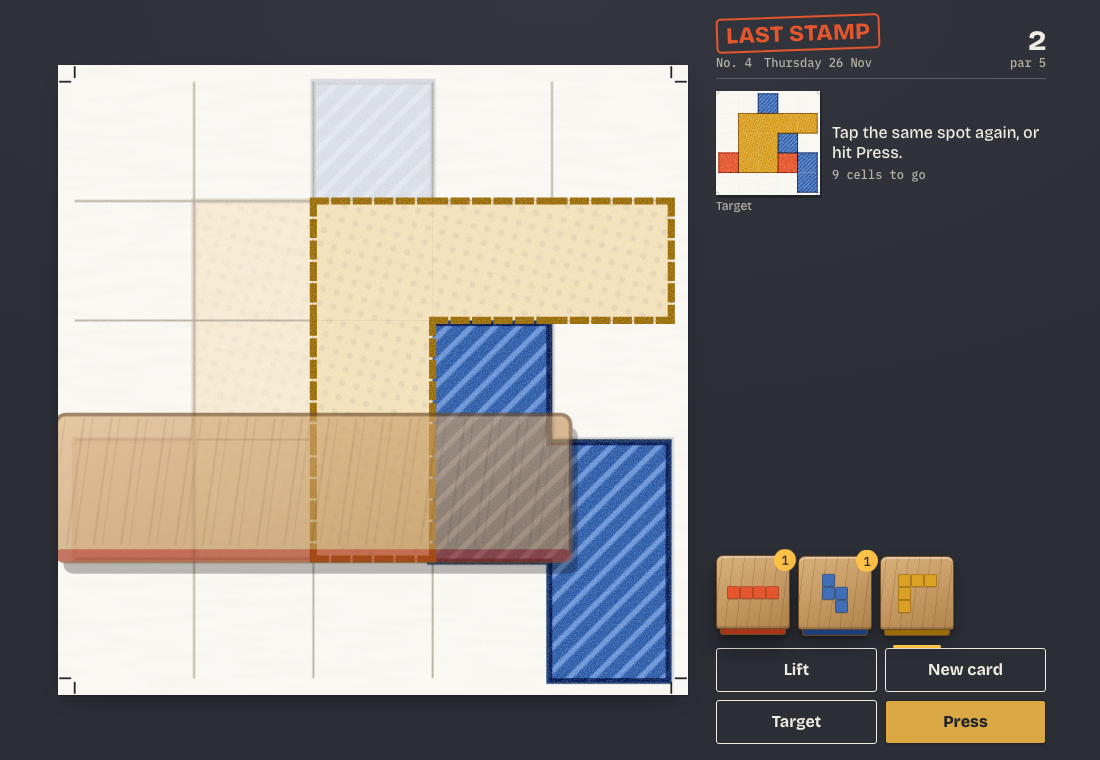 LAST STAMP
2
No. 4 Thursday 26 Nov
par 5
Tap the same spot again, or
hit Press.
9 cells to go
Target
1
1
Lift
New card
Target
Press